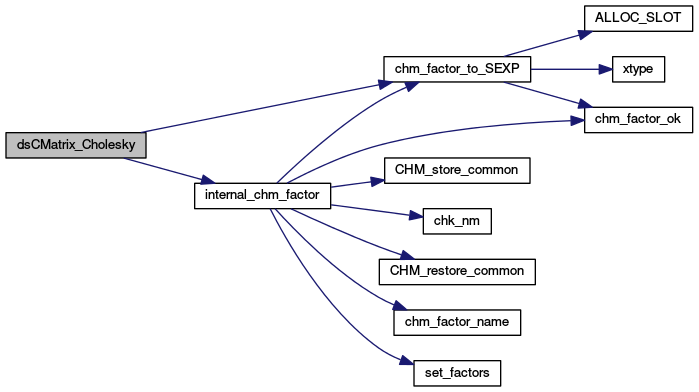 dsCMatrix_Cholesky
chm_factor_to_SEXP
internal_chm_factor
ALLOC_SLOT
xtype
chm_factor_ok
CHM_store_common
chk_nm
CHM_restore_common
chm_factor_name
set_factors